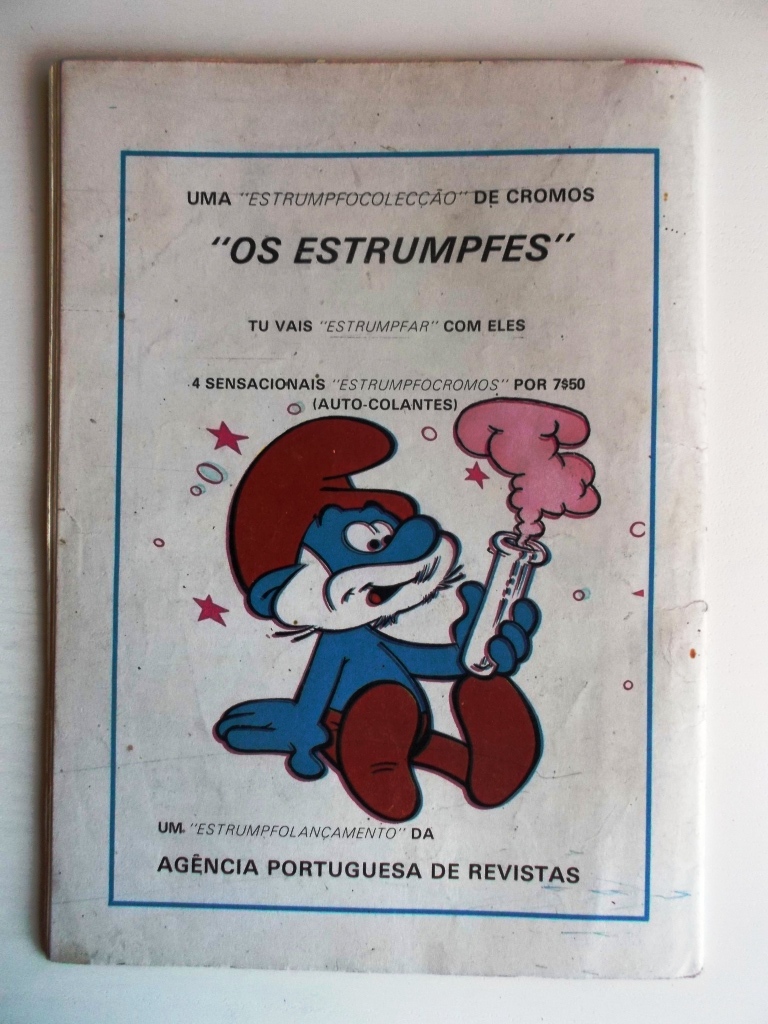 UMA "ESTRUMPFOCOLECÇÃO" DE CROMOS
"OS ESTRUMPFES"
TU VAIS "ESTRUMPFAR" COM ELES
4 SENSACIONAIS "ESTRUMPFOCROMOS" POR 7$50
(AUTO-COLANTES)
UM "ESTRUMPFOLANÇAMENTO" DA
AGÊNCIA PORTUGUESA DE REVISTAS